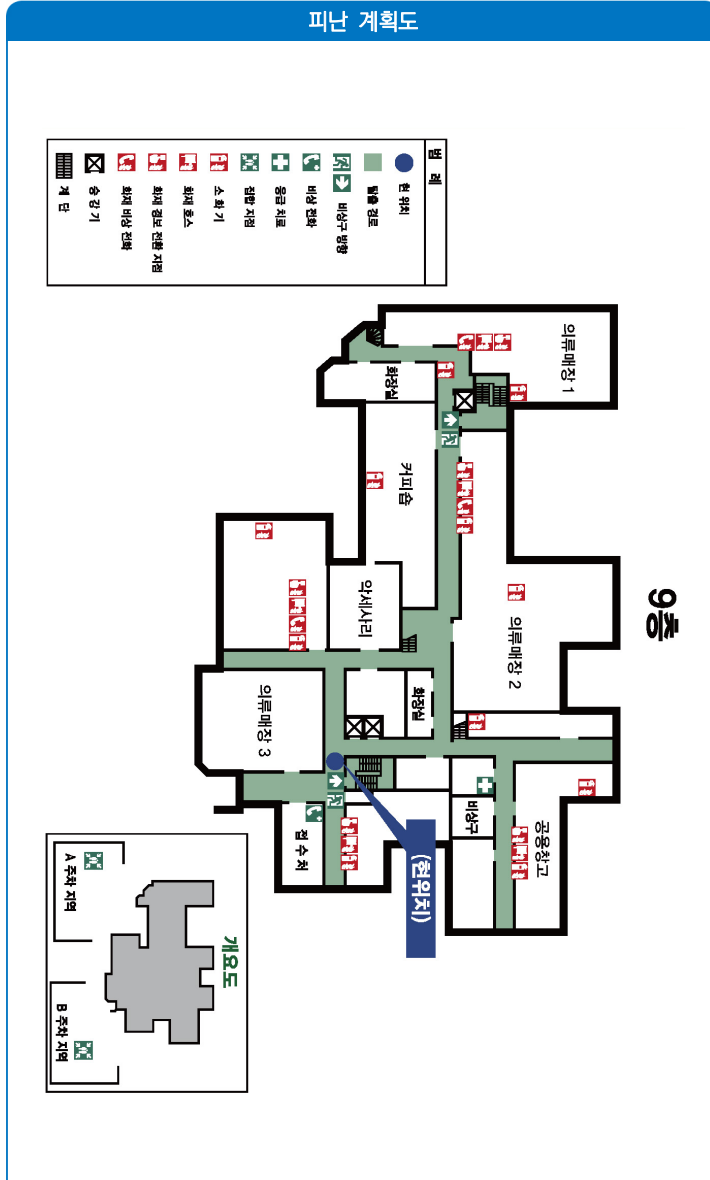 피난 계획도
9층
범 례
현 위치
탈출 경로
비상구 방향
비상 전화
응급 치료
집합 지점
소 화 기
화재 호스
화재 경보 전환 지점
화재 비상 전화
승 강 기
계 단
의류매장 1
화장실
커피숍
악세사리
의류매장 2
화장실
의류매장 3
비상구
공용창고
접 수 처
(현위치)
개요도
A 주차 지역
B 주차 지역